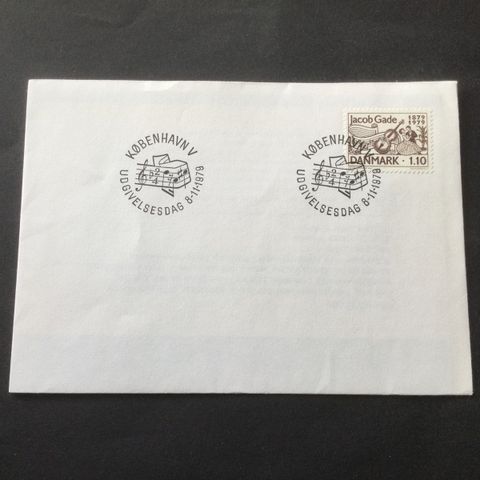 Jacob Gade 1879
1979
DANMARK · 1.10
KØBENHAVN V
UDGIVELSESDAG 8-11-1979
KØBENHAVN V
UDGIVELSESDAG 8-11-1979